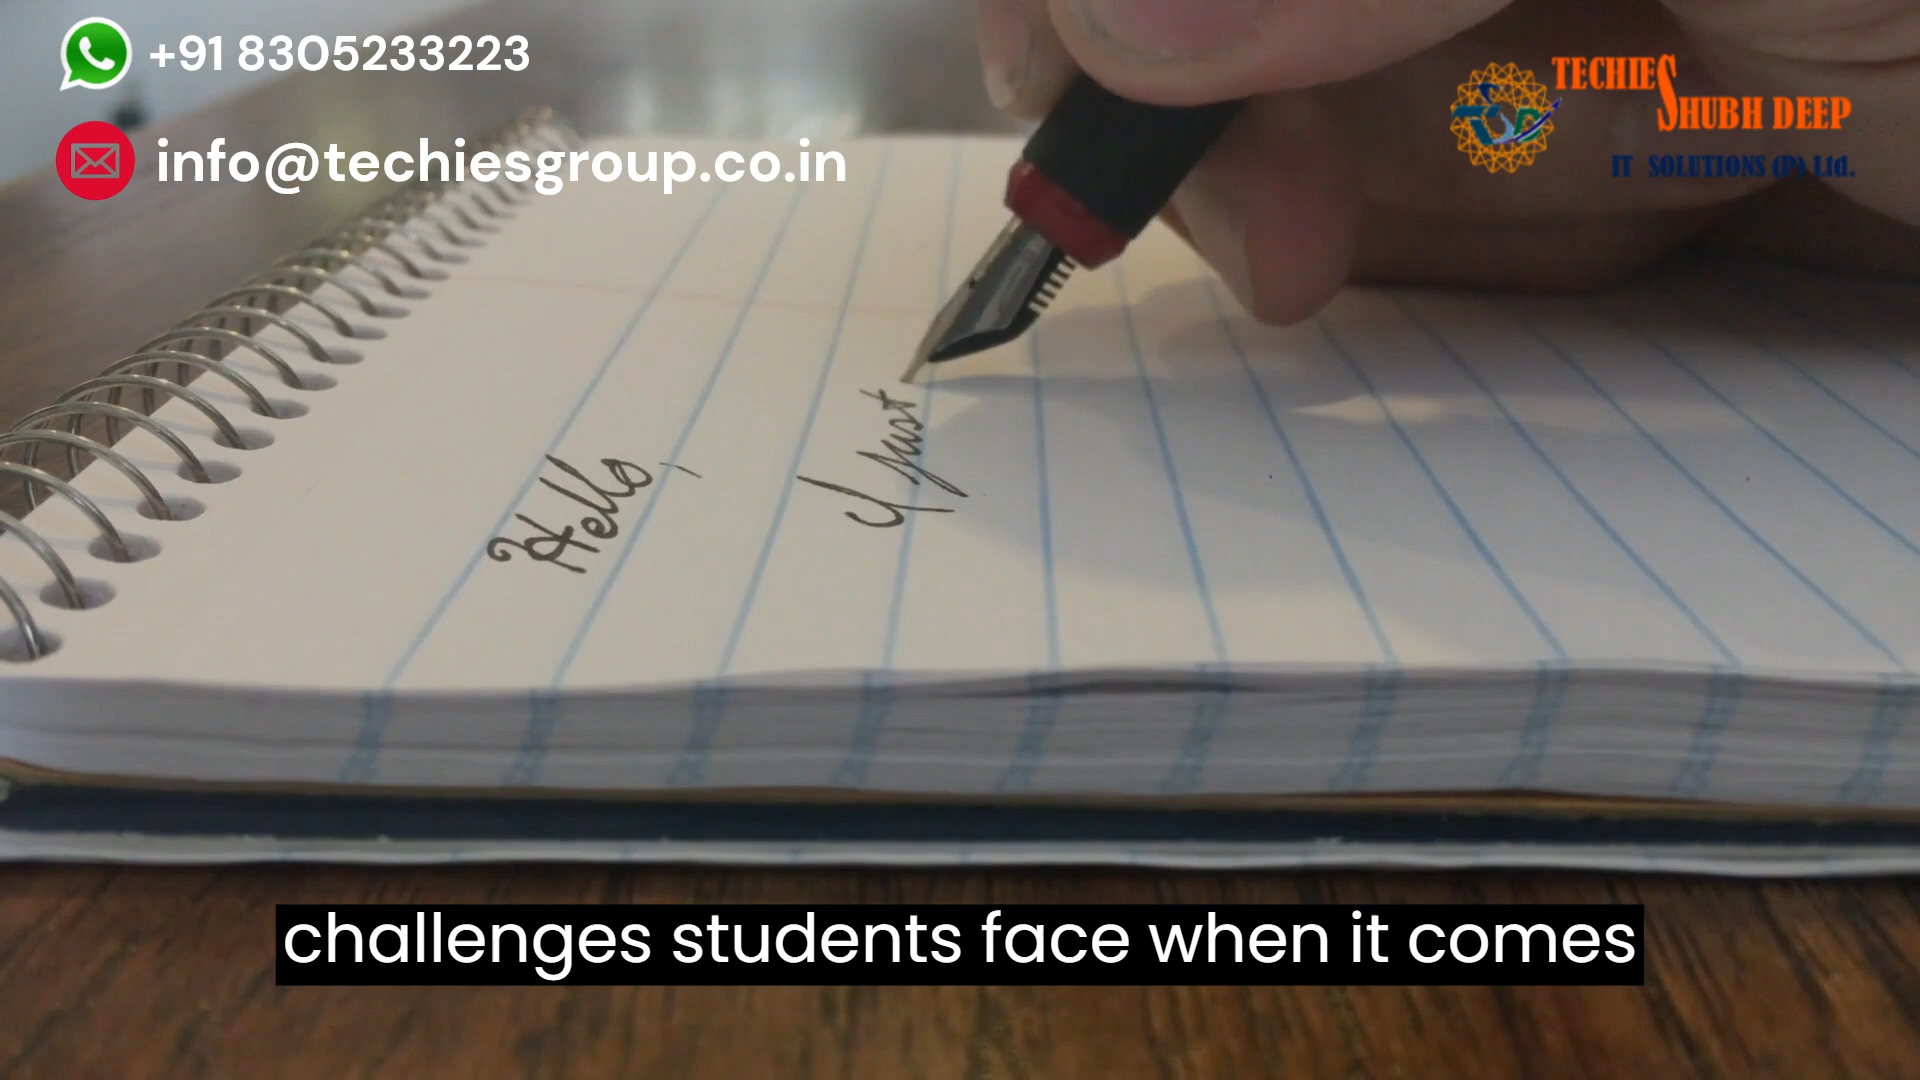 +91 8305233223
info@techiesgroup.co.in
TECHIES
SHUBH DEEP
IT SOLUTIONS (P) Ltd.
Hello,
I just
challenges students face when it comes